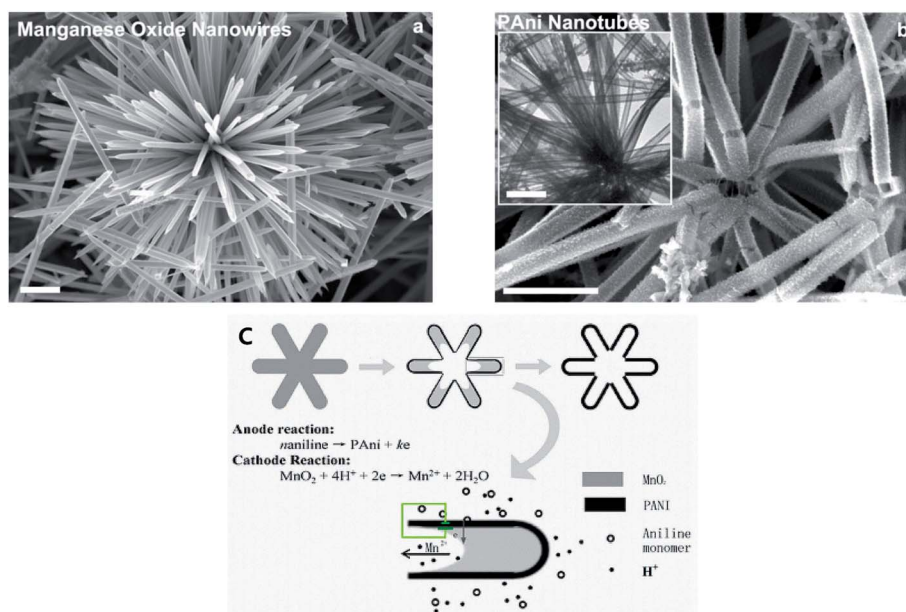 Manganese Oxide Nanowires
a
PAni Nanotubes
b
C
Anode reaction:
naniline → PAni + ke
Cathode Reaction:
MnO₂ + 4H⁺ + 2e → Mn²⁺ + 2H₂O
MnOₓ
PANI
Aniline
monomer
H⁺
e
Mn²⁺